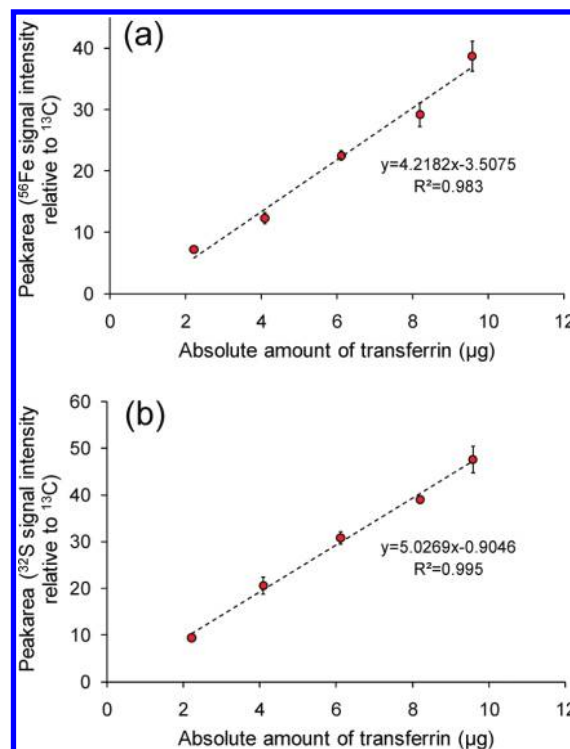 (a)
Peakarea (⁵⁶Fe signal intensity
relative to ¹³C)
40
30
20
10
0
y=4.2182x-3.5075
R²=0.983
0 2 4 6 8 10 12
Absolute amount of transferrin (µg)
(b)
Peakarea (³²S signal intensity
relative to ¹³C)
60
50
40
30
20
10
0
y=5.0269x-0.9046
R²=0.995
0 2 4 6 8 10 12
Absolute amount of transferrin (µg)